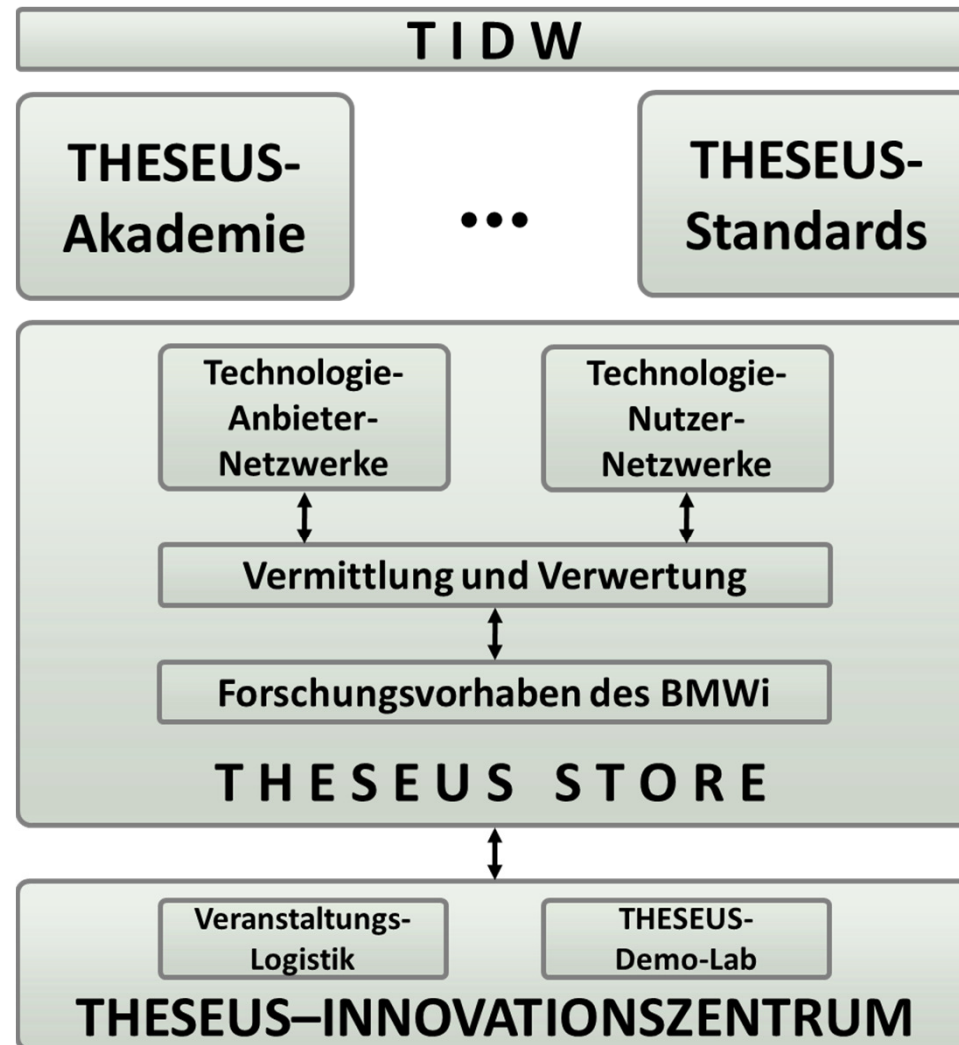 T I D W
THESEUS-
Akademie
...
THESEUS-
Standards
Technologie-
Anbieter-
Netzwerke
Technologie-
Nutzer-
Netzwerke
Vermittlung und Verwertung
Forschungsvorhaben des BMWi
T H E S E U S   S T O R E
Veranstaltungs-
Logistik
THESEUS-
Demo-Lab
THESEUS–INNOVATIONSZENTRUM